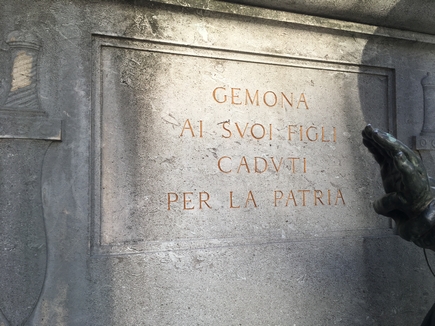 GEMONA
AI SVOI FIGLI
CADVTI
PER LA PATRIA